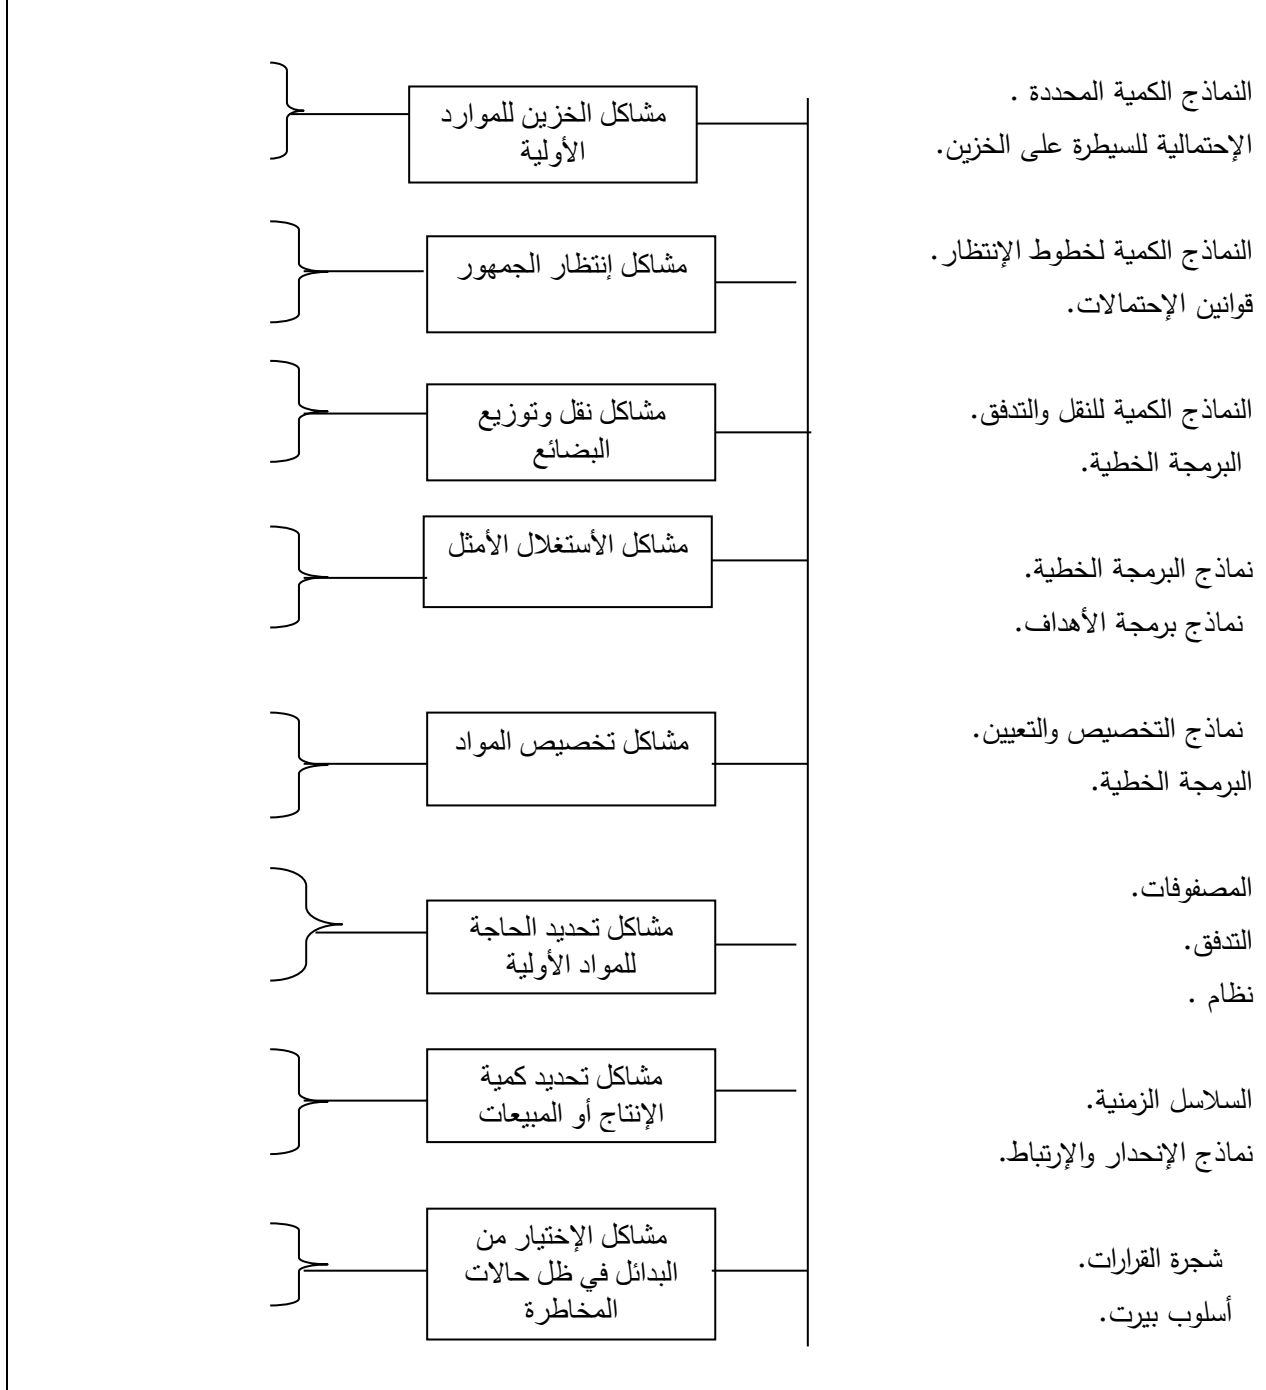 النماذج الكمية المحددة .
الإحتمالية للسيطرة على الخزين.
مشاكل الخزين للموارد
الأولية
النماذج الكمية لخطوط الإنتظار.
قوانين الإحتمالات.
مشاكل إنتظار الجمهور
النماذج الكمية للنقل والتدفق.
البرمجة الخطية.
مشاكل نقل وتوزيع
البضائع
نماذج البرمجة الخطية.
نماذج برمجة الأهداف.
مشاكل الأستغلال الأمثل
نماذج التخصيص والتعيين.
البرمجة الخطية.
مشاكل تخصيص المواد
المصفوفات.
التدفق.
نظام .
مشاكل تحديد الحاجة
للمواد الأولية
السلاسل الزمنية.
نماذج الإنحدار والإرتباط.
مشاكل تحديد كمية
الإنتاج أو المبيعات
شجرة القرارات.
أسلوب بيرت.
مشاكل الإختيار من
البدائل في ظل حالات
المخاطرة